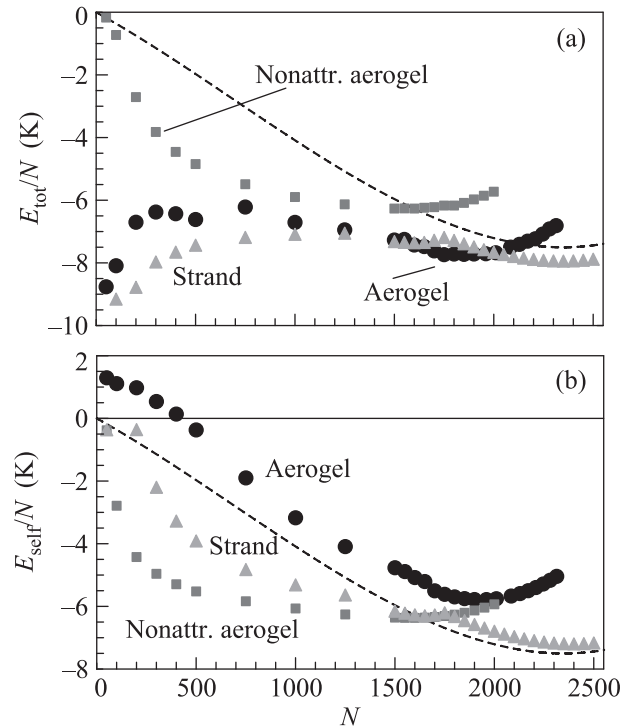 0
(a)
Nonattr. aerogel
−2
−4
E_tot/N (K)
−6
−8
Strand
Aerogel
−10
2
(b)
0
−2
Aerogel
E_self/N (K)
−4
Strand
−6
Nonattr. aerogel
−8
0 500 1000 1500 2000 2500
N